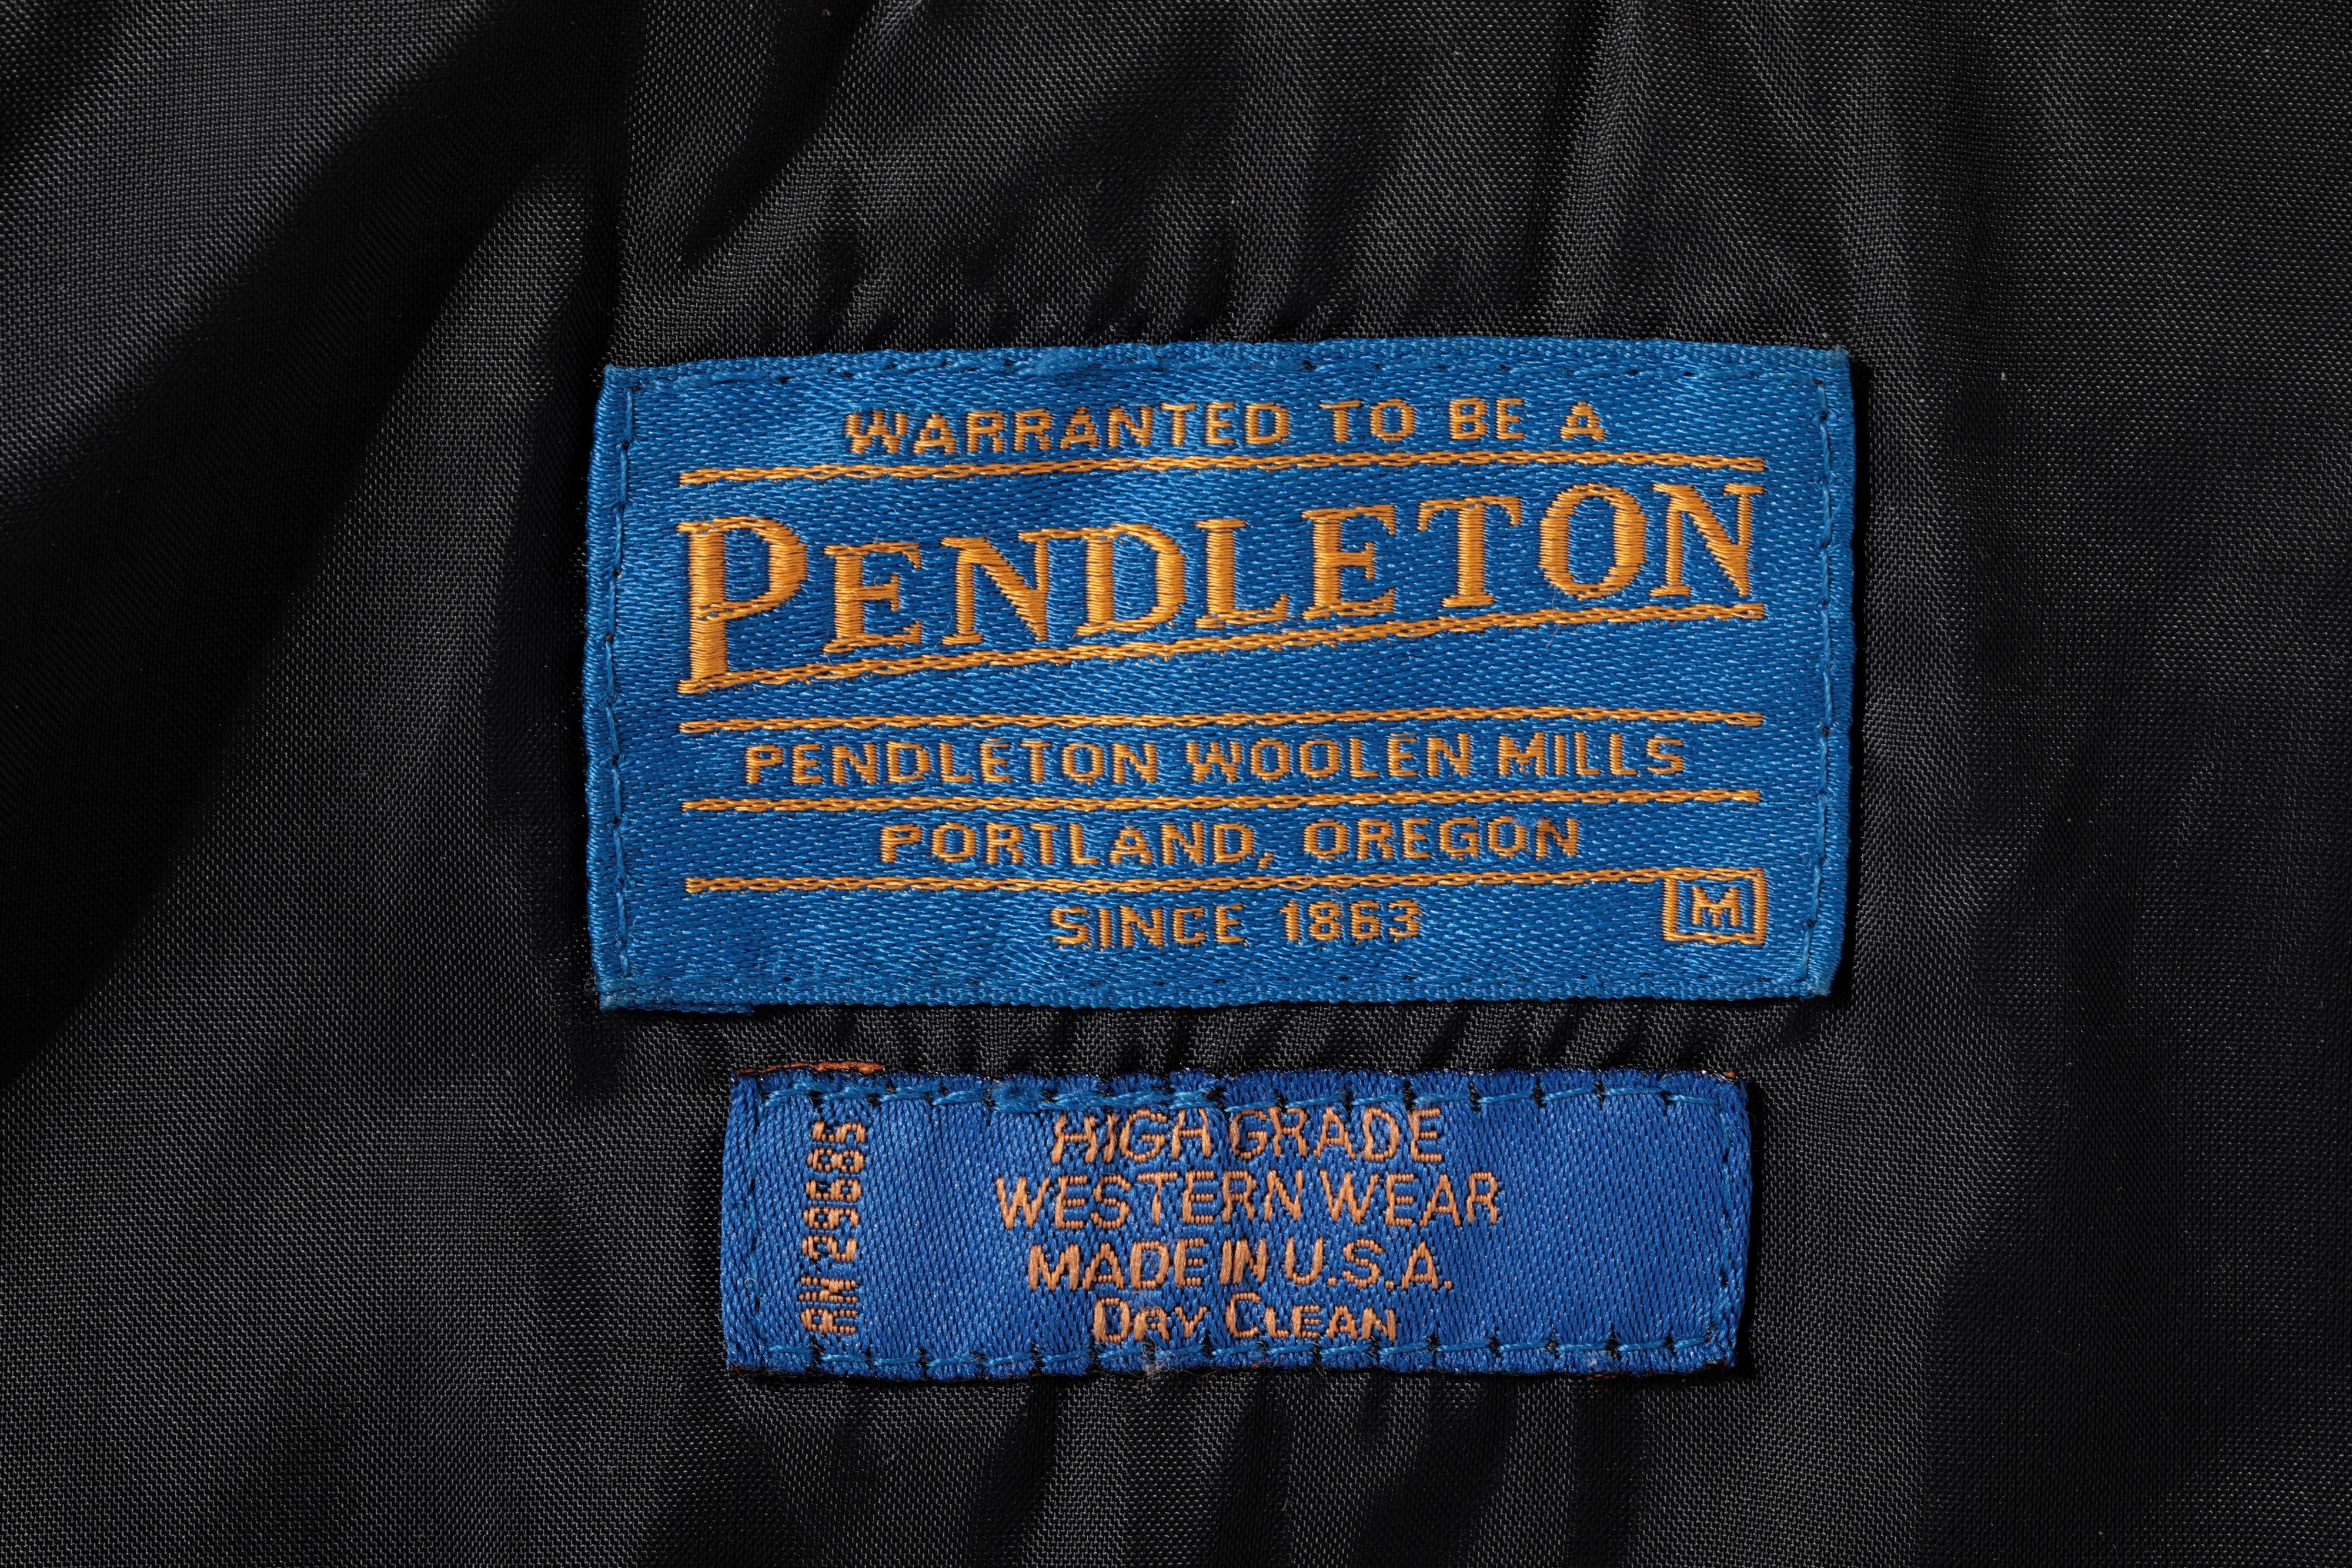 WARRANTED TO BE A
PENDLETON
PENDLETON WOOLEN MILLS
PORTLAND, OREGON
SINCE 1863
M
AN 29685
HIGH GRADE
WESTERN WEAR
MADE IN U.S.A.
DRY CLEAN